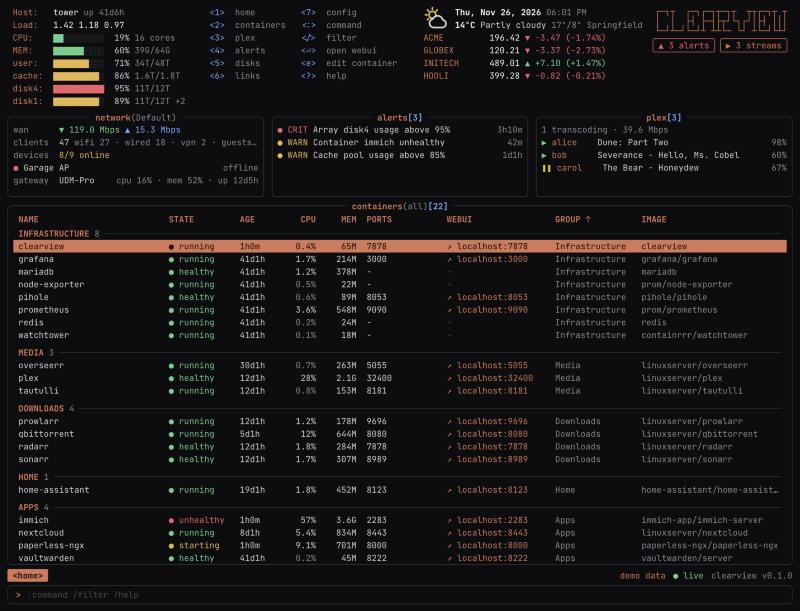 Host: tower up 41d6h
Load: 1.42 1.18 0.97
CPU: 19% 16 cores
MEM: 60% 39G/64G
user: 71% 34T/48T
cache: 86% 1.6T/1.8T
disk4: 95% 11T/12T
disk1: 89% 11T/12T +2
<1> home <7> config
<2> containers <:> command
<3> plex </> filter
<4> alerts <⏎> open webui
<5> disks <e> edit container
<6> links <?> help
Thu, Nov 26, 2026 06:01 PM
14°C Partly cloudy 17°/8° Springfield
ACME 196.42 ▼ -3.47 (-1.74%)
GLOBEX 120.21 ▼ -3.37 (-2.73%)
INITECH 489.01 ▲ +7.10 (+1.47%)
HOOLI 399.28 ▼ -0.82 (-0.21%)
▲ 3 alerts ▶ 3 streams
network(Default)
wan ▼ 119.0 Mbps ▲ 15.3 Mbps
clients 47 wifi 27 · wired 18 · vpn 2 · guests…
devices 8/9 online
● Garage AP offline
gateway UDM-Pro cpu 16% · mem 52% · up 12d5h
alerts[3]
● CRIT Array disk4 usage above 95% 3h10m
● WARN Container immich unhealthy 42m
● WARN Cache pool usage above 85% 1d1h
plex[3]
1 transcoding · 39.6 Mbps
▶ alice Dune: Part Two 98%
▶ bob Severance - Hello, Ms. Cobel 60%
❚❚ carol The Bear - Honeydew 67%
containers(all)[22]
NAME STATE AGE CPU MEM PORTS WEBUI GROUP ↑ IMAGE
INFRASTRUCTURE 8
clearview ● running 1h0m 0.4% 65M 7878 ↗ localhost:7878 Infrastructure clearview
grafana ● running 41d1h 1.7% 214M 3000 ↗ localhost:3000 Infrastructure grafana/grafana
mariadb ● healthy 41d1h 1.2% 378M - - Infrastructure mariadb
node-exporter ● running 41d1h 0.5% 22M - - Infrastructure prom/node-exporter
pihole ● healthy 41d1h 0.6% 89M 8053 ↗ localhost:8053 Infrastructure pihole/pihole
prometheus ● running 41d1h 3.6% 548M 9090 ↗ localhost:9090 Infrastructure prom/prometheus
redis ● running 41d1h 0.2% 24M - - Infrastructure redis
watchtower ● running 41d1h 0.1% 18M - - Infrastructure containrrr/watchtower
MEDIA 3
overseerr ● running 30d1h 0.7% 263M 5055 ↗ localhost:5055 Media linuxserver/overseerr
plex ● healthy 12d1h 28% 2.1G 32400 ↗ localhost:32400 Media linuxserver/plex
tautulli ● running 12d1h 0.8% 153M 8181 ↗ localhost:8181 Media linuxserver/tautulli
DOWNLOADS 4
prowlarr ● running 12d1h 1.2% 178M 9696 ↗ localhost:9696 Downloads linuxserver/prowlarr
qbittorrent ● running 5d1h 12% 644M 8080 ↗ localhost:8080 Downloads linuxserver/qbittorrent
radarr ● healthy 12d1h 1.8% 284M 7878 ↗ localhost:7878 Downloads linuxserver/radarr
sonarr ● healthy 12d1h 1.7% 307M 8989 ↗ localhost:8989 Downloads linuxserver/sonarr
HOME 1
home-assistant ● running 19d1h 1.8% 452M 8123 ↗ localhost:8123 Home home-assistant/home-assist…
APPS 4
immich ● unhealthy 1h0m 57% 3.6G 2283 ↗ localhost:2283 Apps immich-app/immich-server
nextcloud ● running 8d1h 5.4% 834M 8443 ↗ localhost:8443 Apps linuxserver/nextcloud
paperless-ngx ● starting 1h0m 9.1% 701M 8000 ↗ localhost:8000 Apps paperless-ngx/paperless-ngx
vaultwarden ● healthy 41d1h 0.2% 45M 8222 ↗ localhost:8222 Apps vaultwarden/server
<home> demo data ● live clearview v0.1.0
> :command /filter ?help